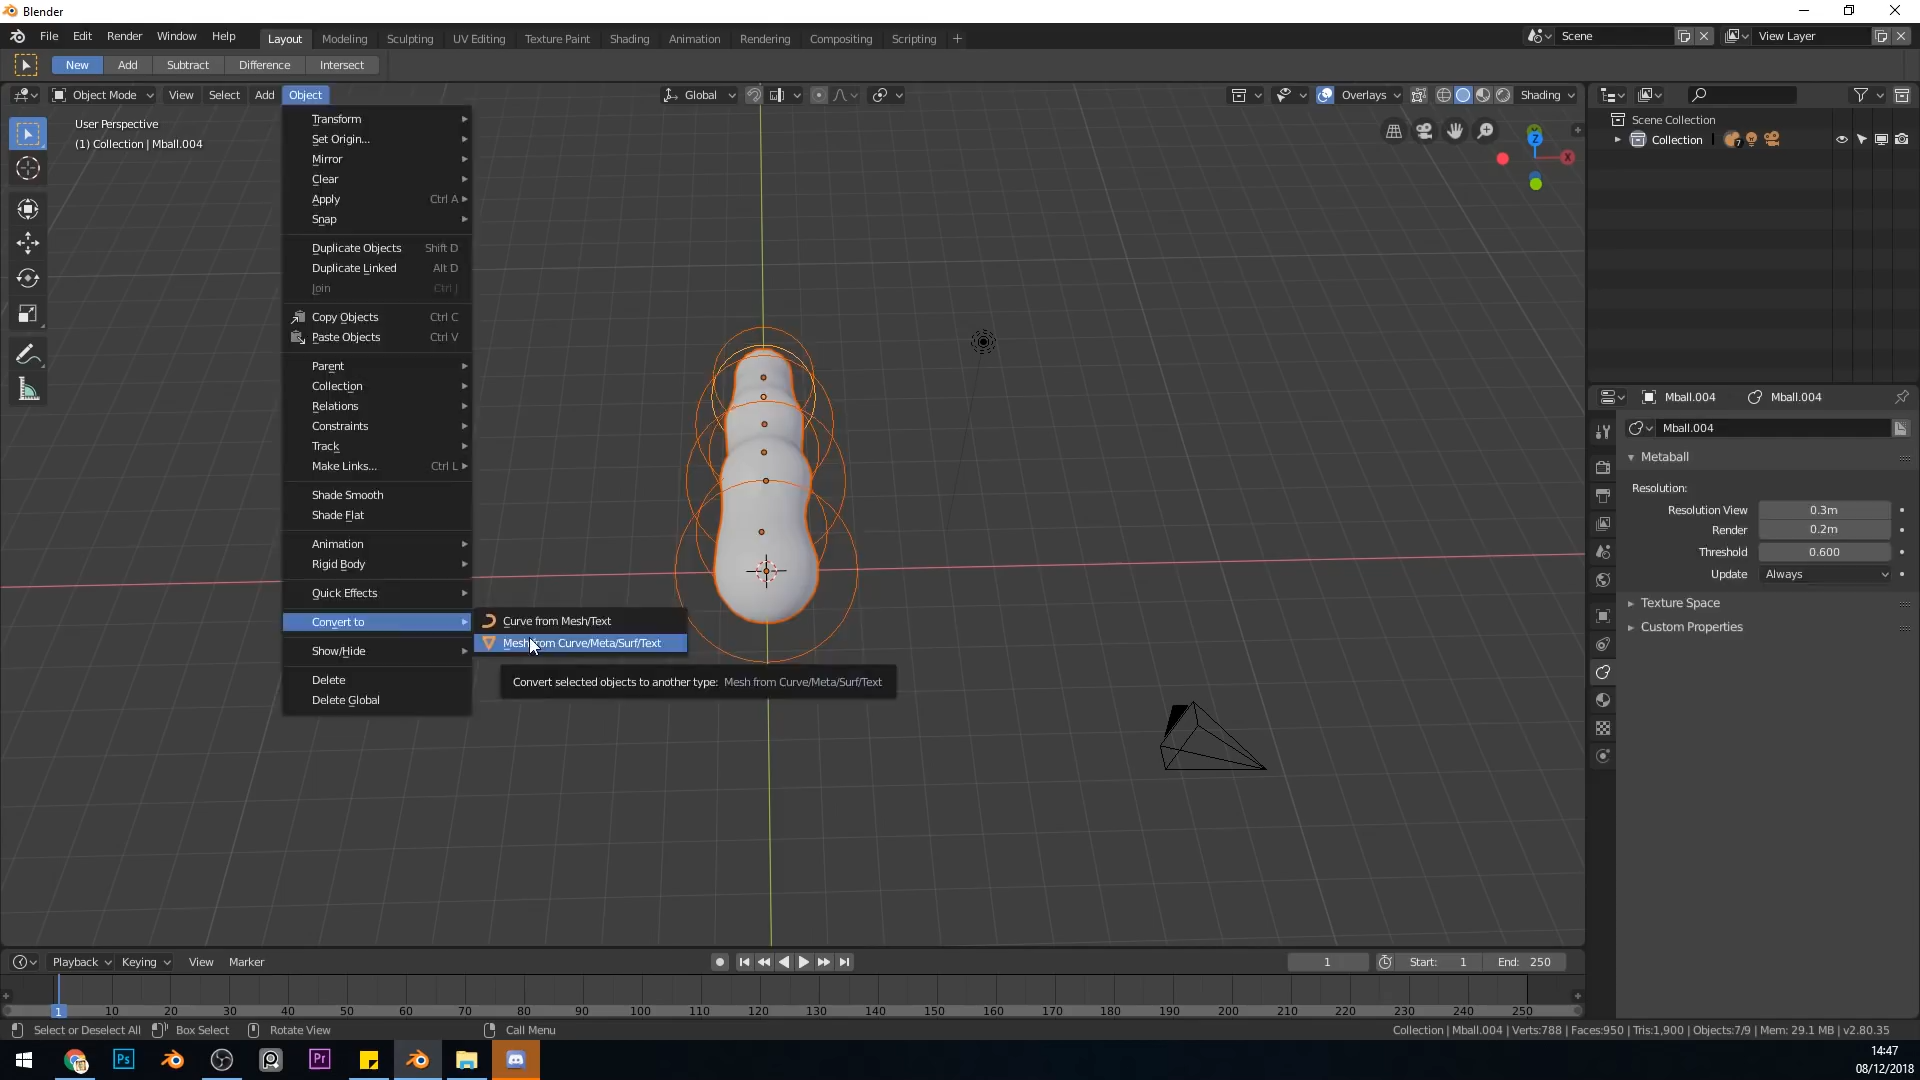 Blender
File Edit Render Window Help Layout Modeling Sculpting UV Editing Texture Paint Shading Animation Rendering Compositing Scripting + Scene View Layer
New Add Subtract Difference Intersect
Object Mode View Select Add Object Global Overlays Shading
User Perspective
(1) Collection | Mball.004
Transform
Set Origin...
Mirror
Clear
Apply Ctrl A
Snap
Duplicate Objects Shift D
Duplicate Linked Alt D
Join Ctrl J
Copy Objects Ctrl C
Paste Objects Ctrl V
Parent
Collection
Relations
Constraints
Track
Make Links... Ctrl L
Shade Smooth
Shade Flat
Animation
Rigid Body
Quick Effects
Convert to
Show/Hide
Delete
Delete Global
Curve from Mesh/Text
Mesh from Curve/Meta/Surf/Text
Convert selected objects to another type: Mesh from Curve/Meta/Surf/Text
Z
X
Scene Collection
Collection 7
Mball.004 Mball.004
Mball.004
Metaball
Resolution:
Resolution View 0.3m
Render 0.2m
Threshold 0.600
Update Always
Texture Space
Custom Properties
Playback Keying View Marker 1 Start: 1 End: 250
1 10 20 30 40 50 60 70 80 90 100 110 120 130 140 150 160 170 180 190 200 210 220 230 240 250
Select or Deselect All Box Select Rotate View Call Menu Collection | Mball.004 | Verts:788 | Faces:950 | Tris:1,900 | Objects:7/9 | Mem: 29.1 MB | v2.80.35
Ps Pr
14:47
08/12/2018